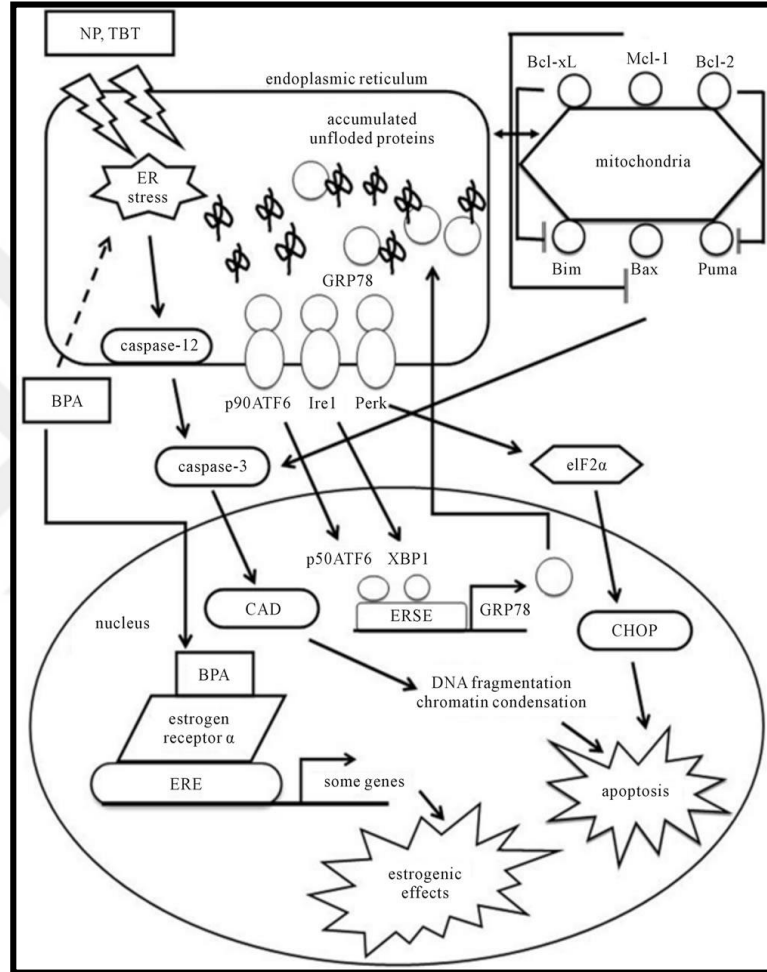 NP, TBT
endoplasmic reticulum
accumulated
unfloded proteins
ER
stress
GRP78
caspase-12
p90ATF6 Ire1 Perk
Bcl-xL Mcl-1 Bcl-2
mitochondria
Bim Bax Puma
BPA
caspase-3
eIF2α
nucleus
p50ATF6 XBP1
ERSE
GRP78
CAD
CHOP
DNA fragmentation
chromatin condensation
BPA
estrogen
receptor α
ERE
some genes
apoptosis
estrogenic
effects